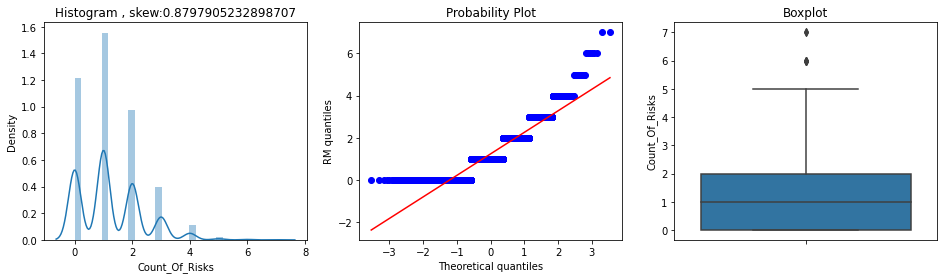 Histogram , skew:0.8797905232898707
Density
1.6
1.4
1.2
1.0
0.8
0.6
0.4
0.2
0.0
0 2 4 6 8
Count_Of_Risks
Probability Plot
RM quantiles
6
4
2
0
−2
−3 −2 −1 0 1 2 3
Theoretical quantiles
Boxplot
Count_Of_Risks
7
6
5
4
3
2
1
0